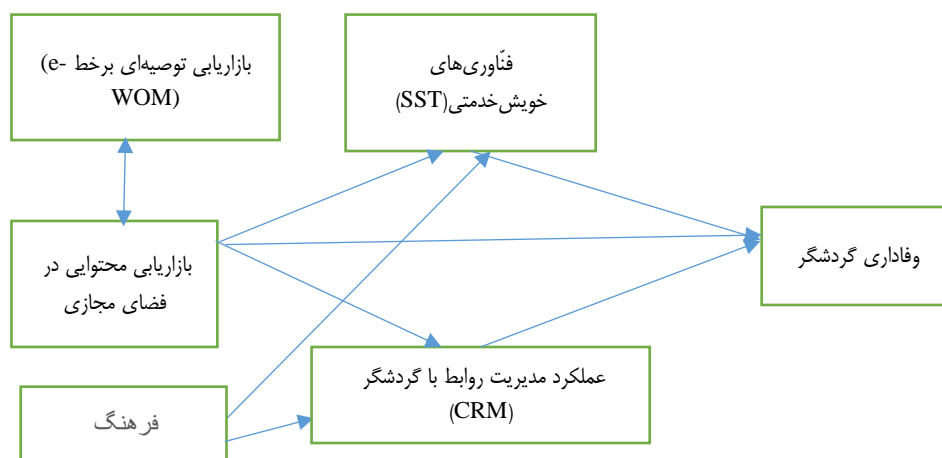 بازاریابی توصیه‌ای برخط (e-
WOM)
فنّاوری‌های
خویش‌خدمتی(SST)
بازاریابی محتوایی در
فضای مجازی
وفاداری گردشگر
عملکرد مدیریت روابط با گردشگر
(CRM)
فرهنگ